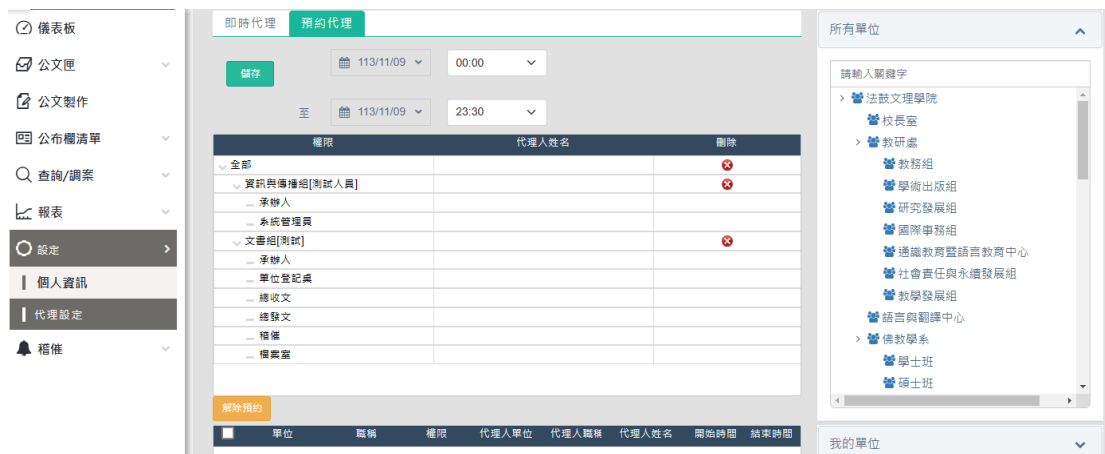 儀表板
公文匣
公文製作
公布欄清單
查詢/調案
報表
設定
個人資訊
代理設定
稽催
即時代理
預約代理
儲存
113/11/09
00:00
至
113/11/09
23:30
權限 代理人姓名 刪除
全部
資訊與傳播組[測試人員]
承辦人
系統管理員
文書組[測試]
承辦人
單位登記桌
總收文
總發文
稽催
檔案室
解除預約
單位 職稱 權限 代理人單位 代理人職稱 代理人姓名 開始時間 結束時間
所有單位
請輸入關鍵字
法鼓文理學院
校長室
教研處
教務組
學術出版組
研究發展組
國際事務組
通識教育暨語言教育中心
社會責任與永續發展組
教學發展組
語言與翻譯中心
佛教學系
學士班
碩士班
我的單位